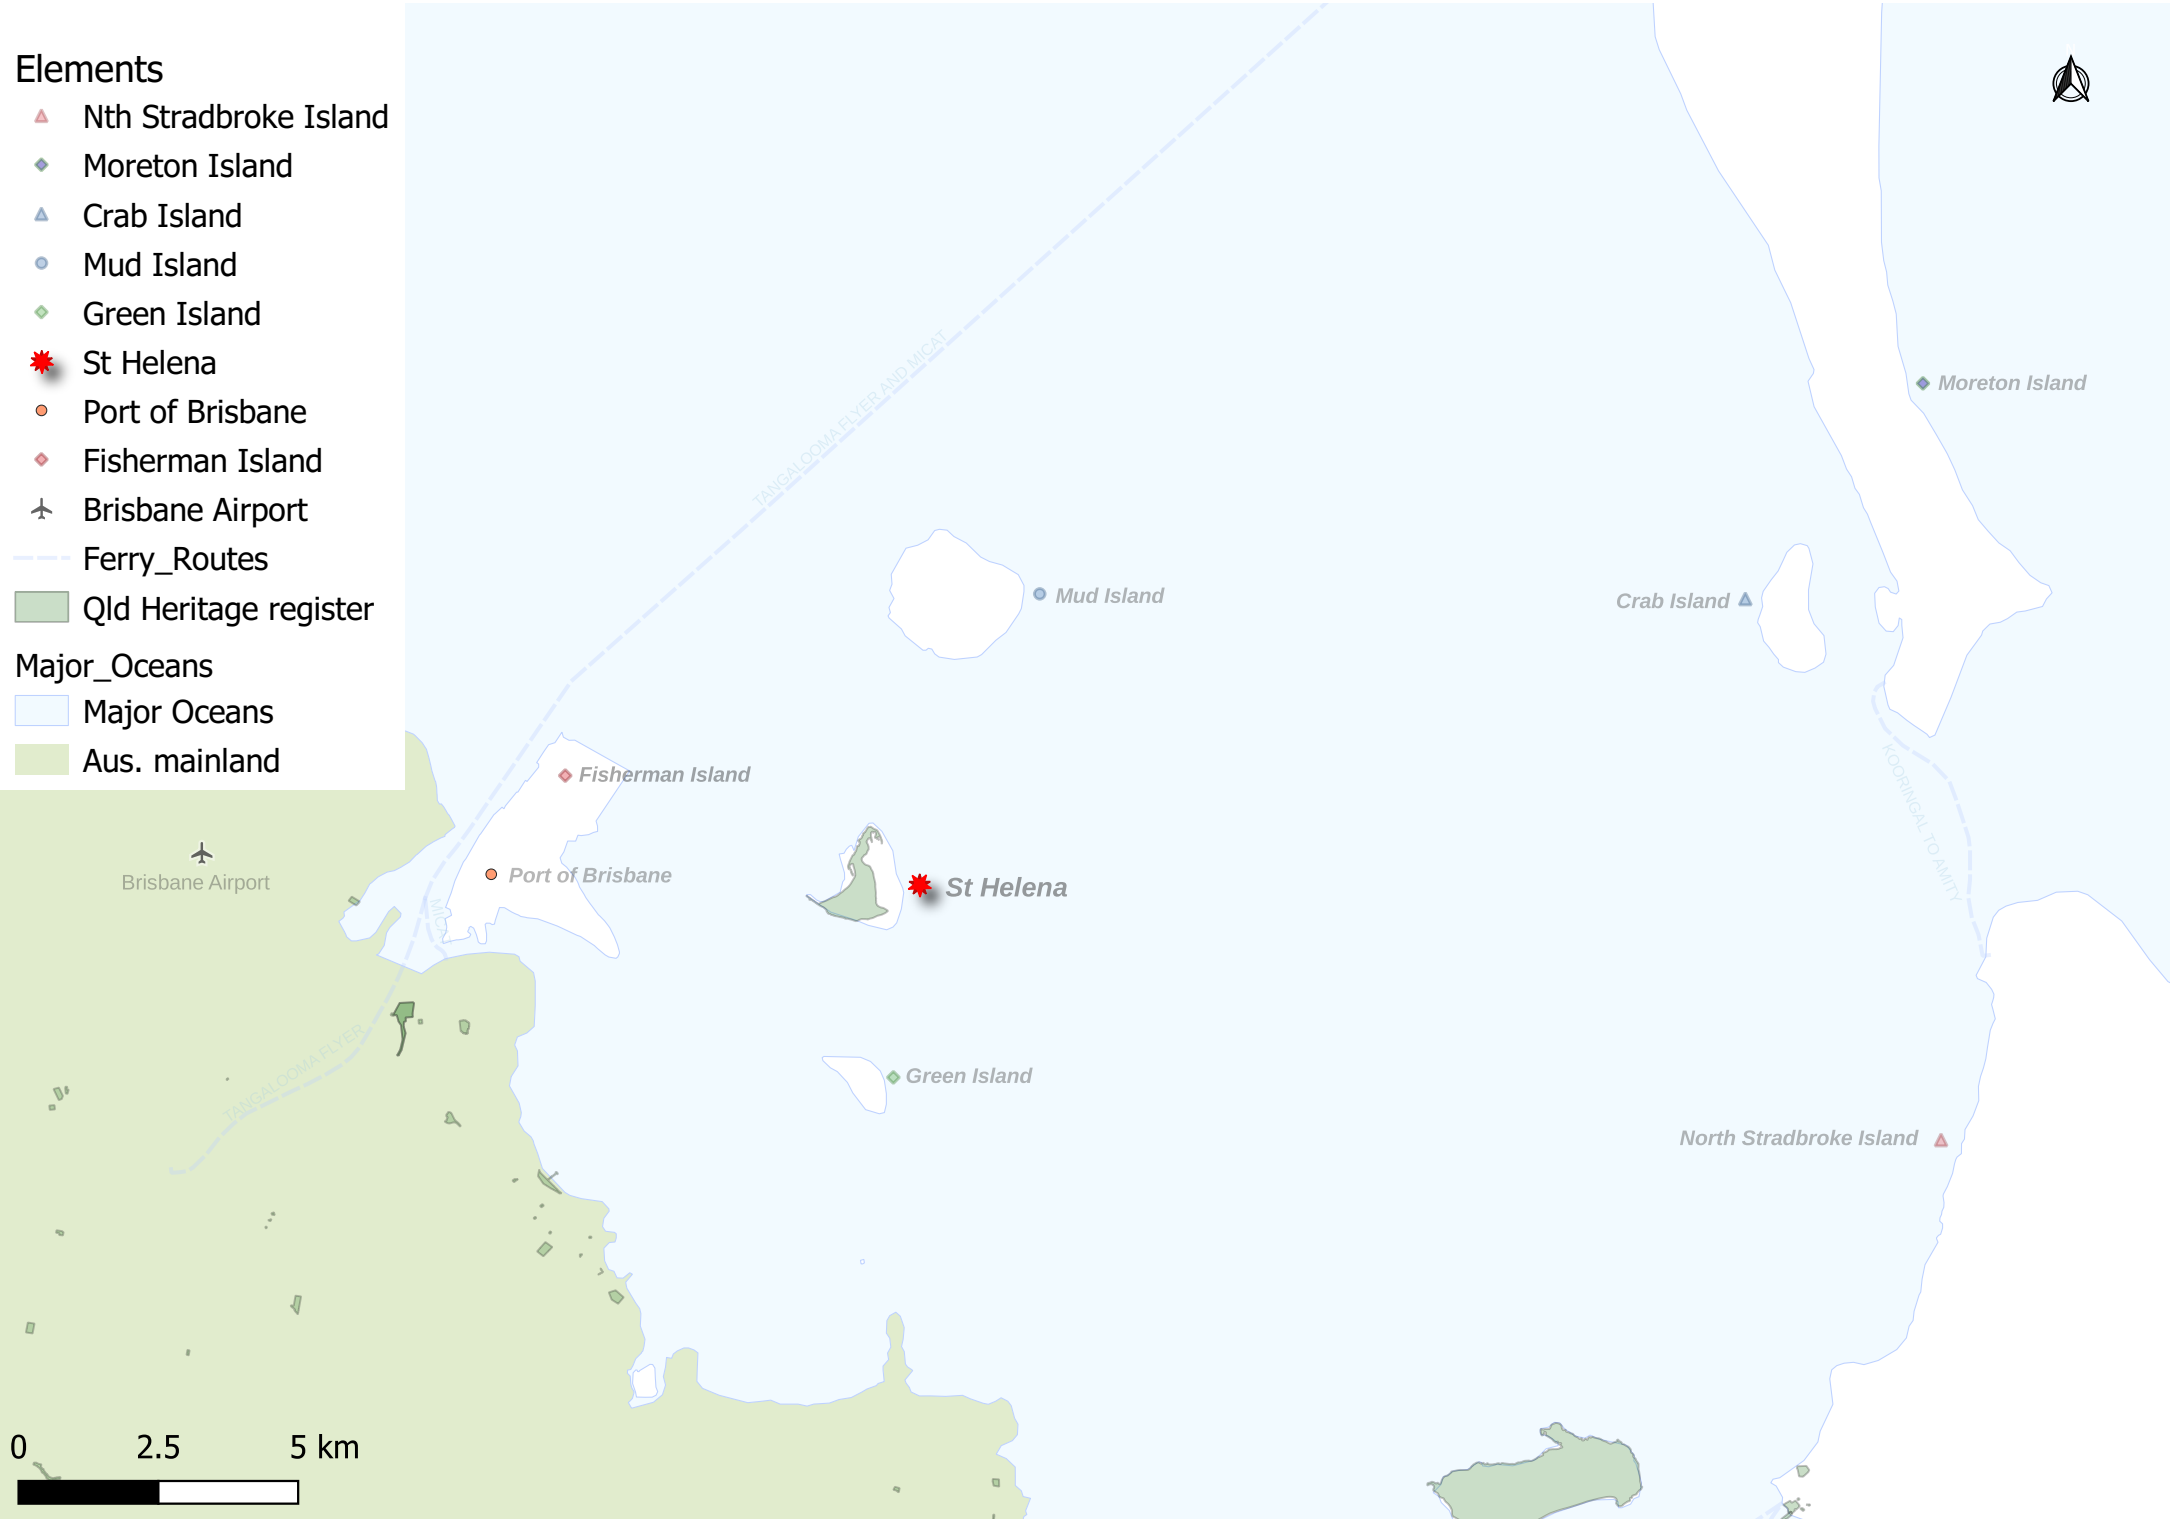 Elements
Nth Stradbroke Island
Moreton Island
Crab Island
Mud Island
Green Island
St Helena
Port of Brisbane
Fisherman Island
Brisbane Airport
Ferry_Routes
Qld Heritage register
Major_Oceans
Major Oceans
Aus. mainland
TANGALOOMA FLYER AND MICAT
Moreton Island
Mud Island
Crab Island
Fisherman Island
KOORINGAL TO AMITY
Brisbane Airport
Port of Brisbane
St Helena
TANGALOOMA FLYER
Green Island
North Stradbroke Island
0 2.5 5 km